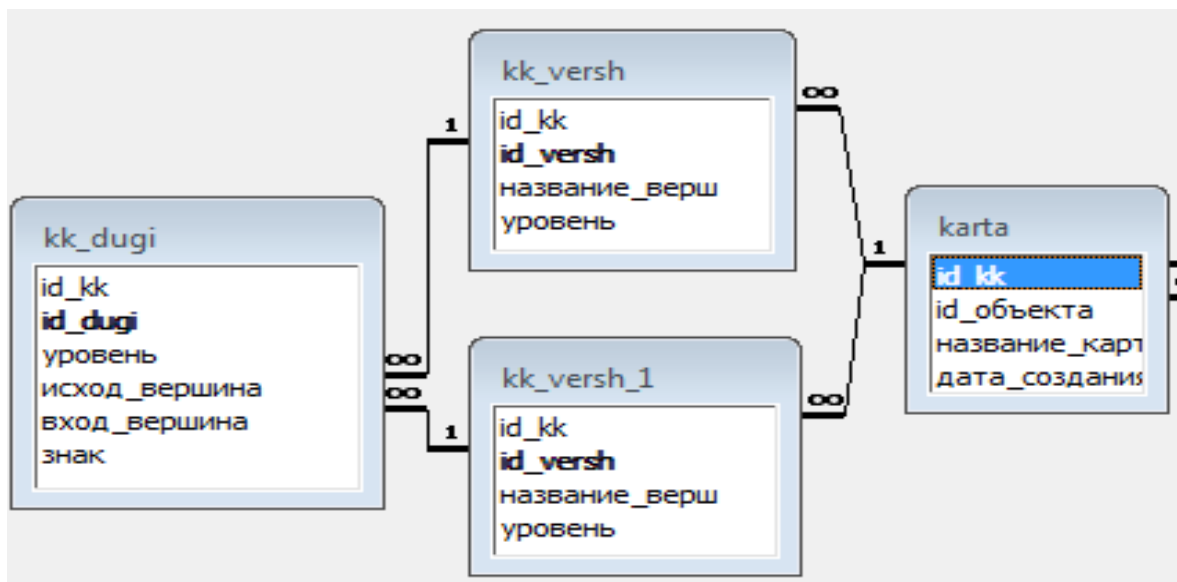 kk_versh
id_kk
id_versh
название_верш
уровень
kk_dugi
id_kk
id_dugi
уровень
исход_вершина
вход_вершина
знак
kk_versh_1
id_kk
id_versh
название_верш
уровень
karta
id_kk
id_объекта
название_карт
дата_создания
1
∞
1
∞
∞
1
∞